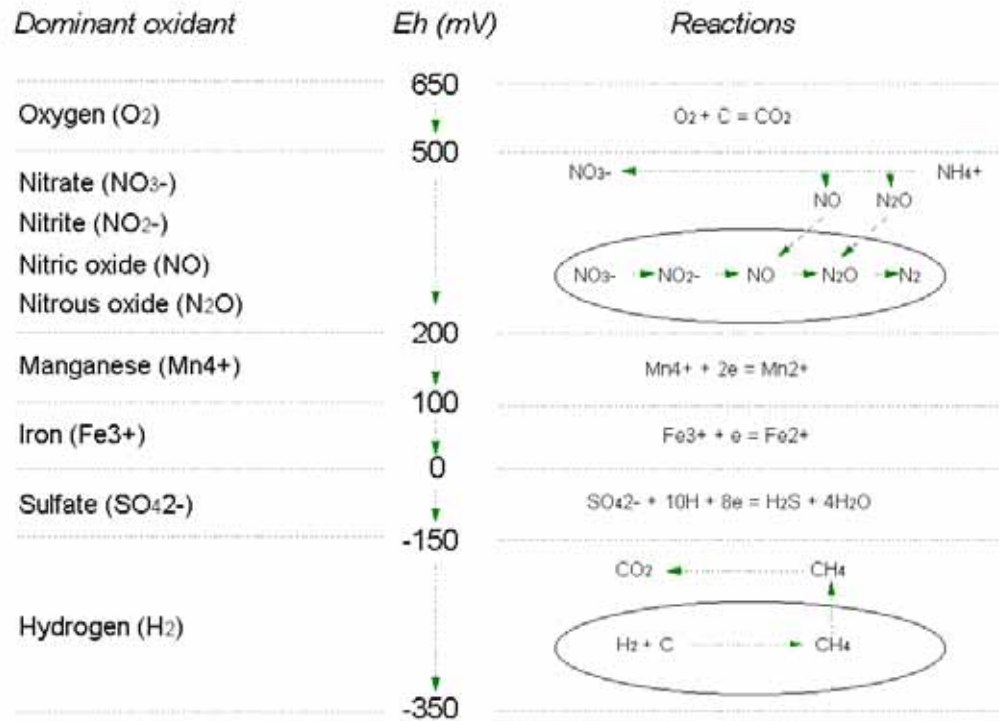 Dominant oxidant Eh (mV) Reactions
650
Oxygen (O2) O2 + C = CO2
500
NO3- NH4+
Nitrate (NO3-) NO N2O
Nitrite (NO2-)
Nitric oxide (NO) NO3- NO2- NO N2O N2
Nitrous oxide (N2O)
200
Manganese (Mn4+) Mn4+ + 2e = Mn2+
100
Iron (Fe3+) Fe3+ + e = Fe2+
0
Sulfate (SO42-) SO42- + 10H + 8e = H2S + 4H2O
-150
CO2 CH4
Hydrogen (H2) H2 + C CH4
-350